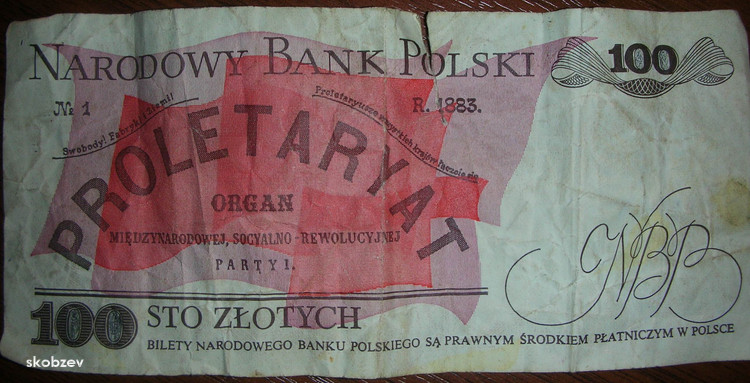 NARODOWY BANK POLSKI 100
№ 1 R. 1883.
Swobody! Fabryk i Ziemi!
Proletaryusze wszystkich krajów, łączcie się
PROLETARYAT
ORGAN
MIĘDZYNARODOWEJ, SOCYALNO-REWOLUCYJNEJ
PARTYI.
NBP
100 STO ZŁOTYCH
BILETY NARODOWEGO BANKU POLSKIEGO SĄ PRAWNYM ŚRODKIEM PŁATNICZYM W POLSCE
skobzev